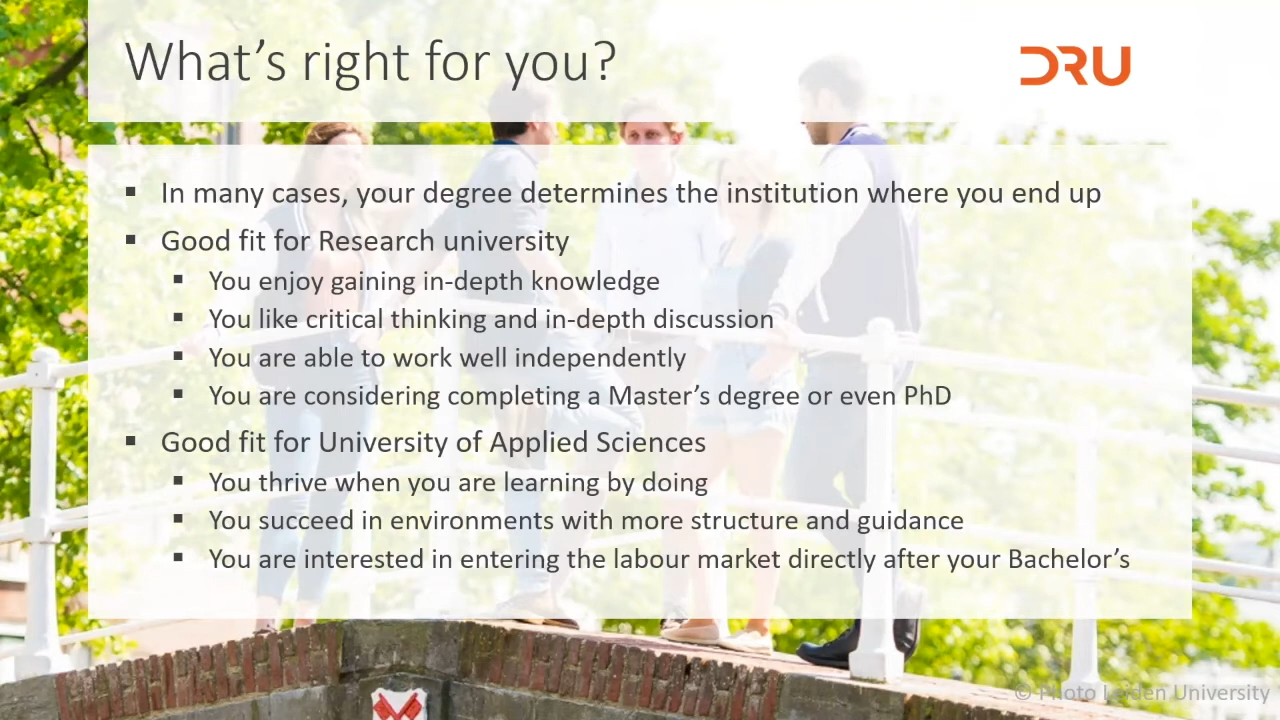 What’s right for you?
DRU
▪ In many cases, your degree determines the institution where you end up
▪ Good fit for Research university
▪ You enjoy gaining in-depth knowledge
▪ You like critical thinking and in-depth discussion
▪ You are able to work well independently
▪ You are considering completing a Master’s degree or even PhD
▪ Good fit for University of Applied Sciences
▪ You thrive when you are learning by doing
▪ You succeed in environments with more structure and guidance
▪ You are interested in entering the labour market directly after your Bachelor’s
© Photo Leiden University